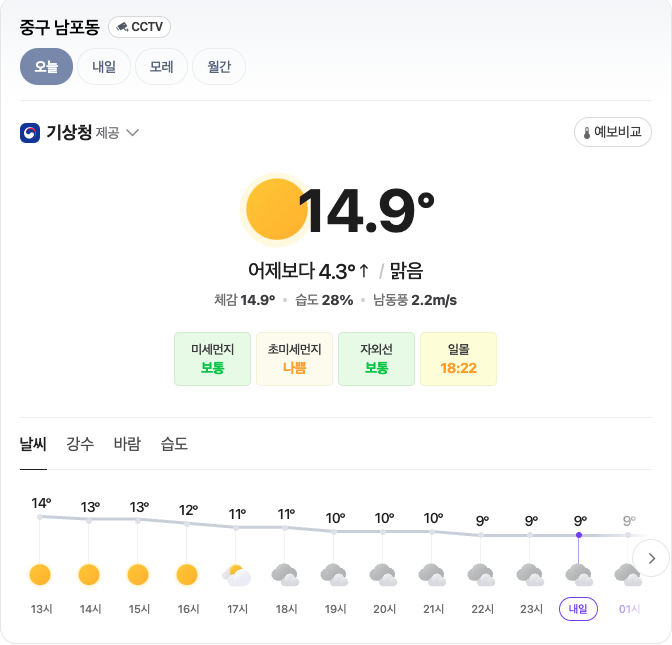 중구 남포동 CCTV
오늘 내일 모레 월간
기상청 제공 예보비교
14.9°
어제보다 4.3° ↑ / 맑음
체감 14.9° • 습도 28% • 남동풍 2.2m/s
미세먼지 초미세먼지 자외선 일몰
보통 나쁨 보통 18:22
날씨 강수 바람 습도
14° 13° 13° 12° 11° 11° 10° 10° 10° 9° 9° 9° 9°
13시 14시 15시 16시 17시 18시 19시 20시 21시 22시 23시 내일 01시